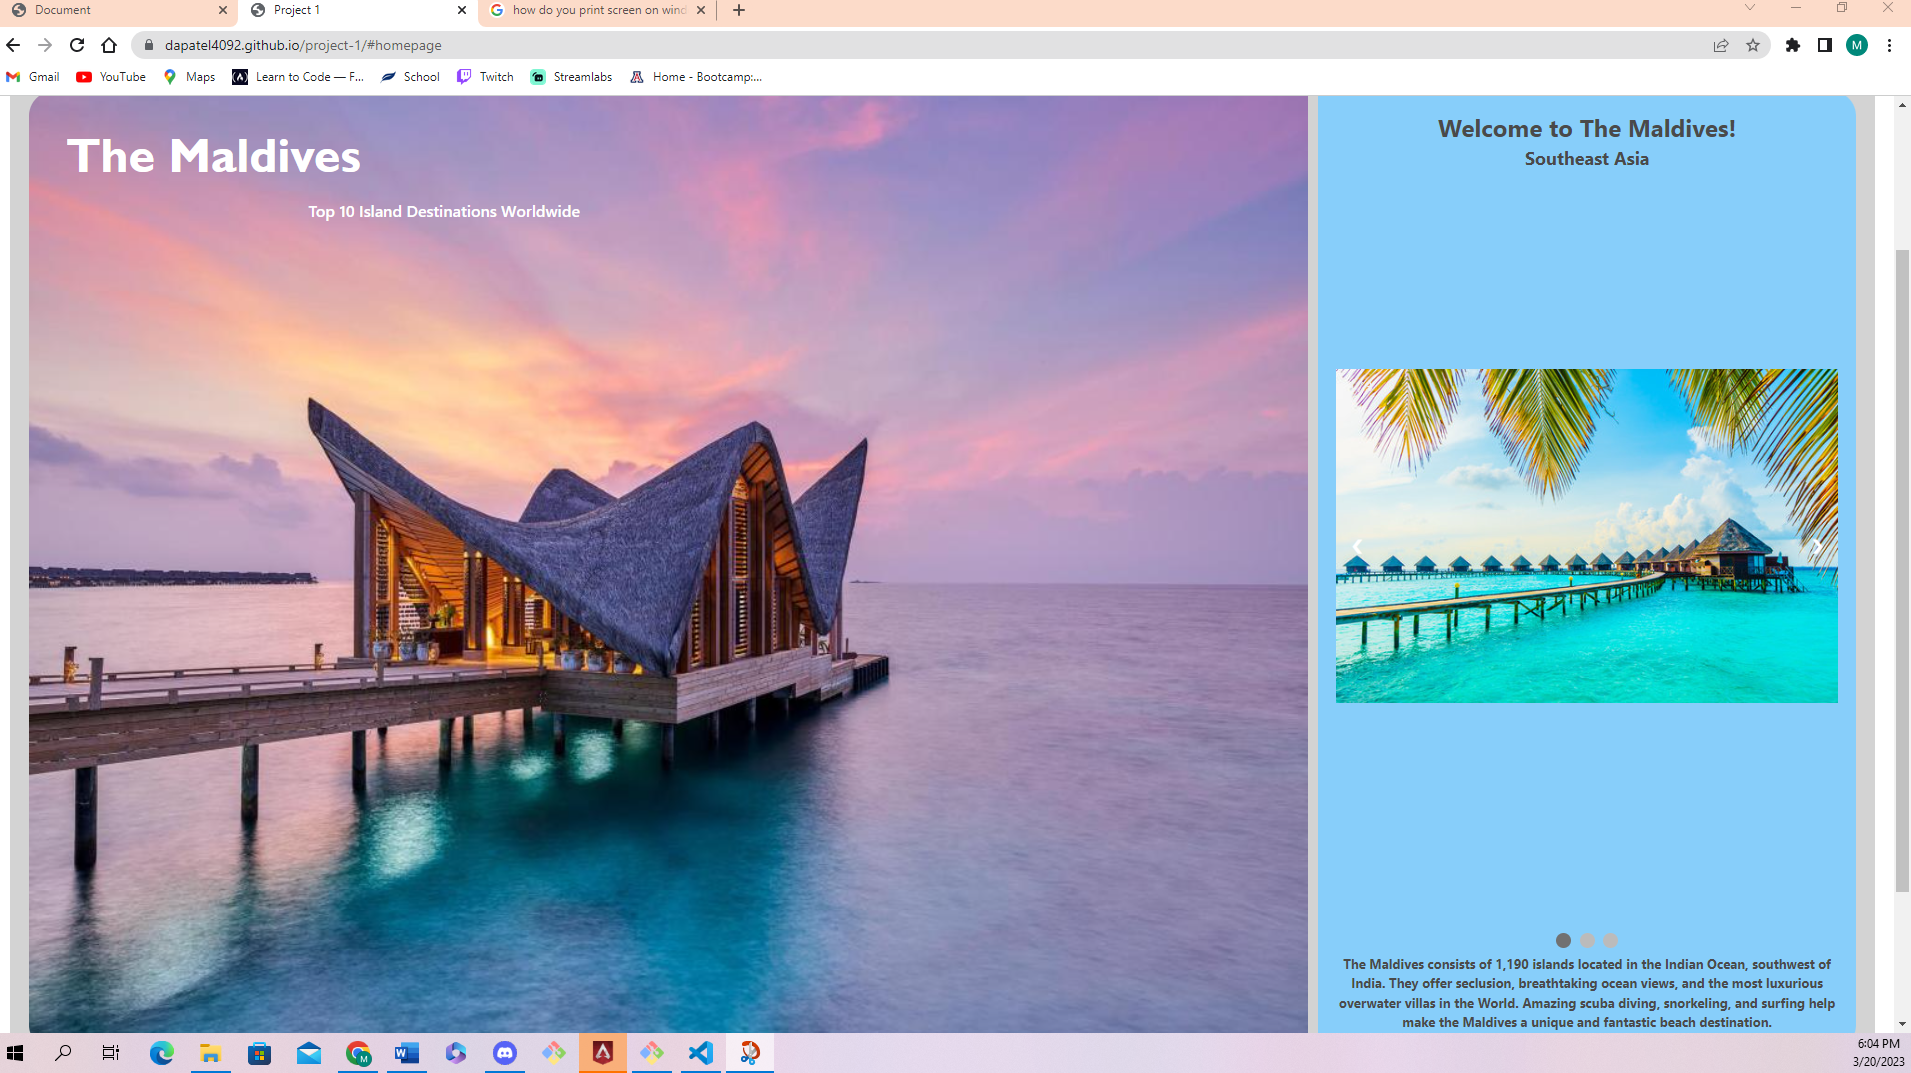 Document
Project 1
how do you print screen on wind
dapatel4092.github.io/project-1/#homepage
M
Gmail
YouTube
Maps
Learn to Code — F...
School
Twitch
Streamlabs
Home - Bootcamp:...
The Maldives
Top 10 Island Destinations Worldwide
Welcome to The Maldives!
Southeast Asia
The Maldives consists of 1,190 islands located in the Indian Ocean, southwest of
India. They offer seclusion, breathtaking ocean views, and the most luxurious
overwater villas in the World. Amazing scuba diving, snorkeling, and surfing help
make the Maldives a unique and fantastic beach destination.
6:04 PM
3/20/2023